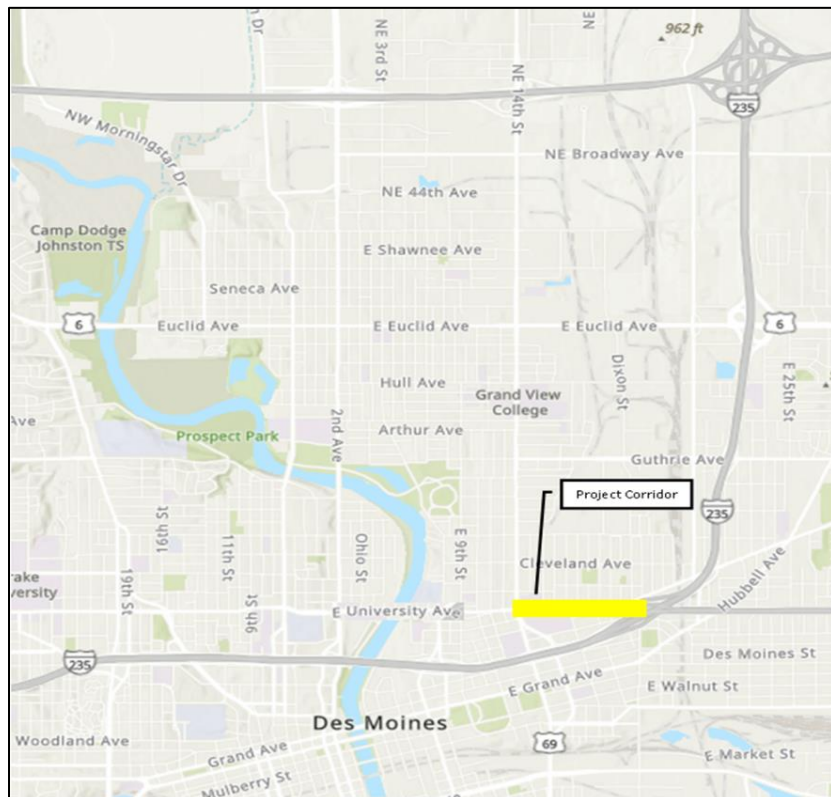 962 ft
NE 3rd St
NE 14th St
NE
235
NW Morningstar Dr
NE Broadway Ave
NE 44th Ave
Camp Dodge
Johnston TS
E Shawnee Ave
Seneca Ave
6
Euclid Ave
E Euclid Ave
E Euclid Ave
6
Dixon St
E 25th St
Hull Ave
Grand View
College
Ave
2nd Ave
Arthur Ave
Prospect Park
Guthrie Ave
Project Corridor
235
16th St
11th St
Ohio St
E 9th St
Cleveland Ave
Hubbell Ave
19th St
9th St
E University Ave
235
Des Moines St
E Grand Ave
E Walnut St
Des Moines
69
Woodland Ave
Grand Ave
E Market St
Mulberry St